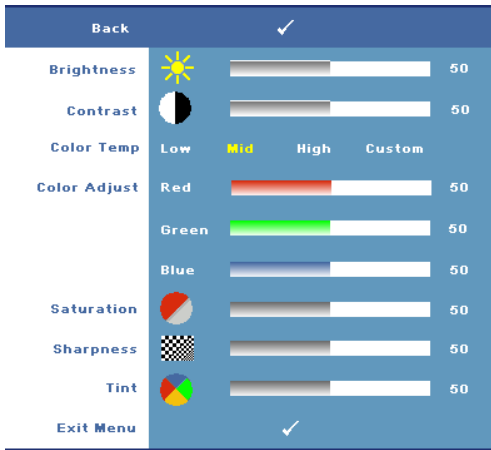 Back
Brightness 50
Contrast 50
Color Temp Low Mid High Custom
Color Adjust Red 50
Green 50
Blue 50
Saturation 50
Sharpness 50
Tint 50
Exit Menu